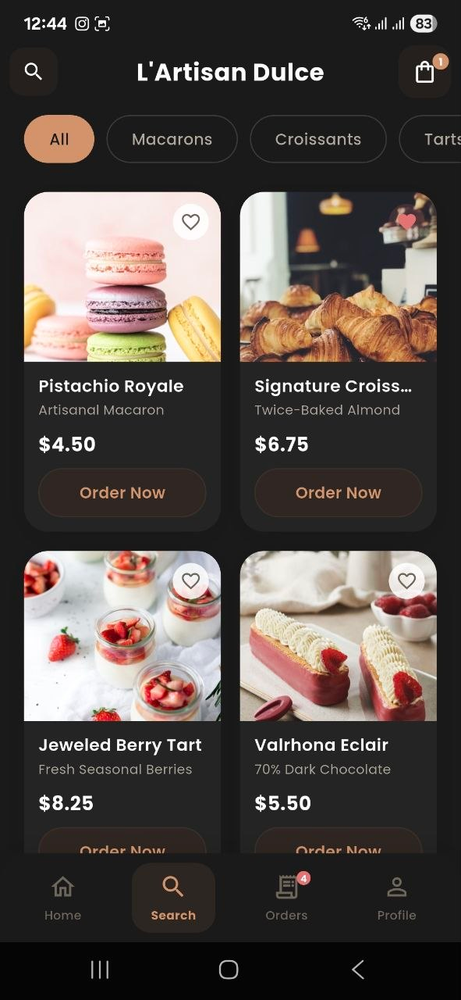 12:44
83
L'Artisan Dulce
1
All
Macarons
Croissants
Tarts
Pistachio Royale
Artisanal Macaron
$4.50
Order Now
Signature Croiss...
Twice-Baked Almond
$6.75
Order Now
Jeweled Berry Tart
Fresh Seasonal Berries
$8.25
Order Now
Valrhona Eclair
70% Dark Chocolate
$5.50
Order Now
Home
Search
4
Orders
Profile